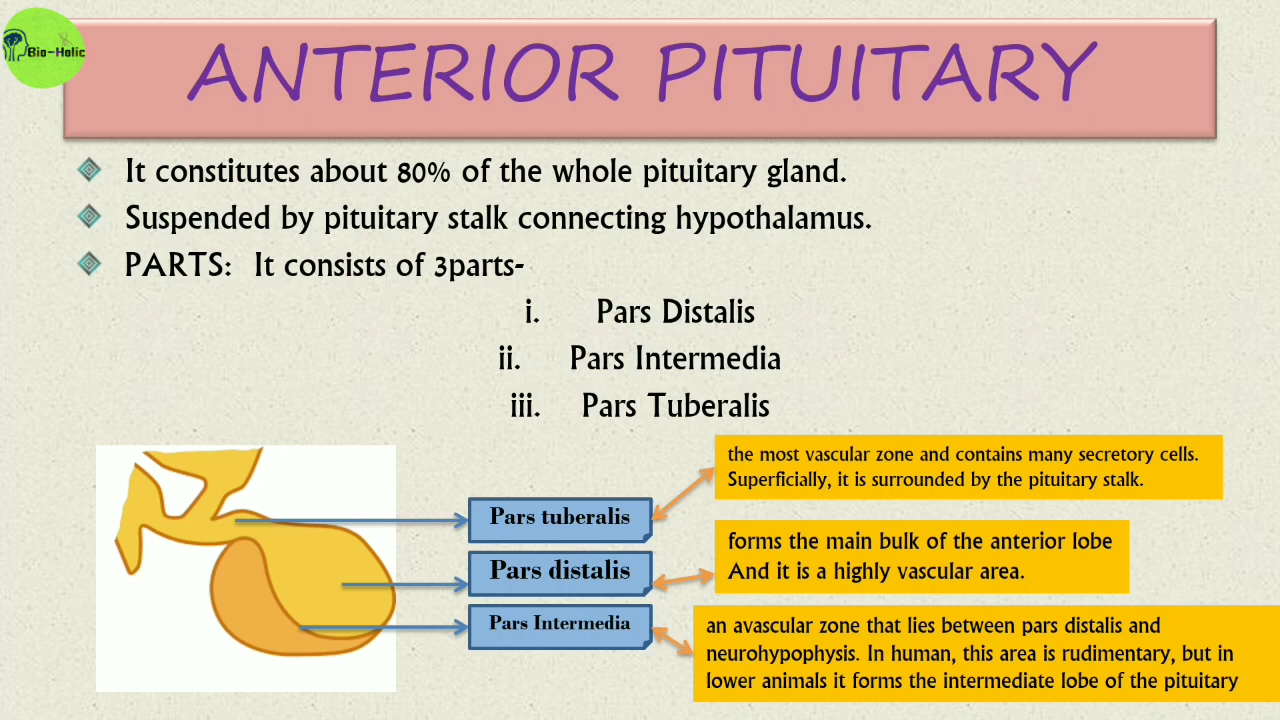 Bio-Holic
ANTERIOR PITUITARY
It constitutes about 80% of the whole pituitary gland.
Suspended by pituitary stalk connecting hypothalamus.
PARTS: It consists of 3parts-
i. Pars Distalis
ii. Pars Intermedia
iii. Pars Tuberalis
Pars tuberalis
the most vascular zone and contains many secretory cells.
Superficially, it is surrounded by the pituitary stalk.
Pars distalis
forms the main bulk of the anterior lobe
And it is a highly vascular area.
Pars Intermedia
an avascular zone that lies between pars distalis and
neurohypophysis. In human, this area is rudimentary, but in
lower animals it forms the intermediate lobe of the pituitary